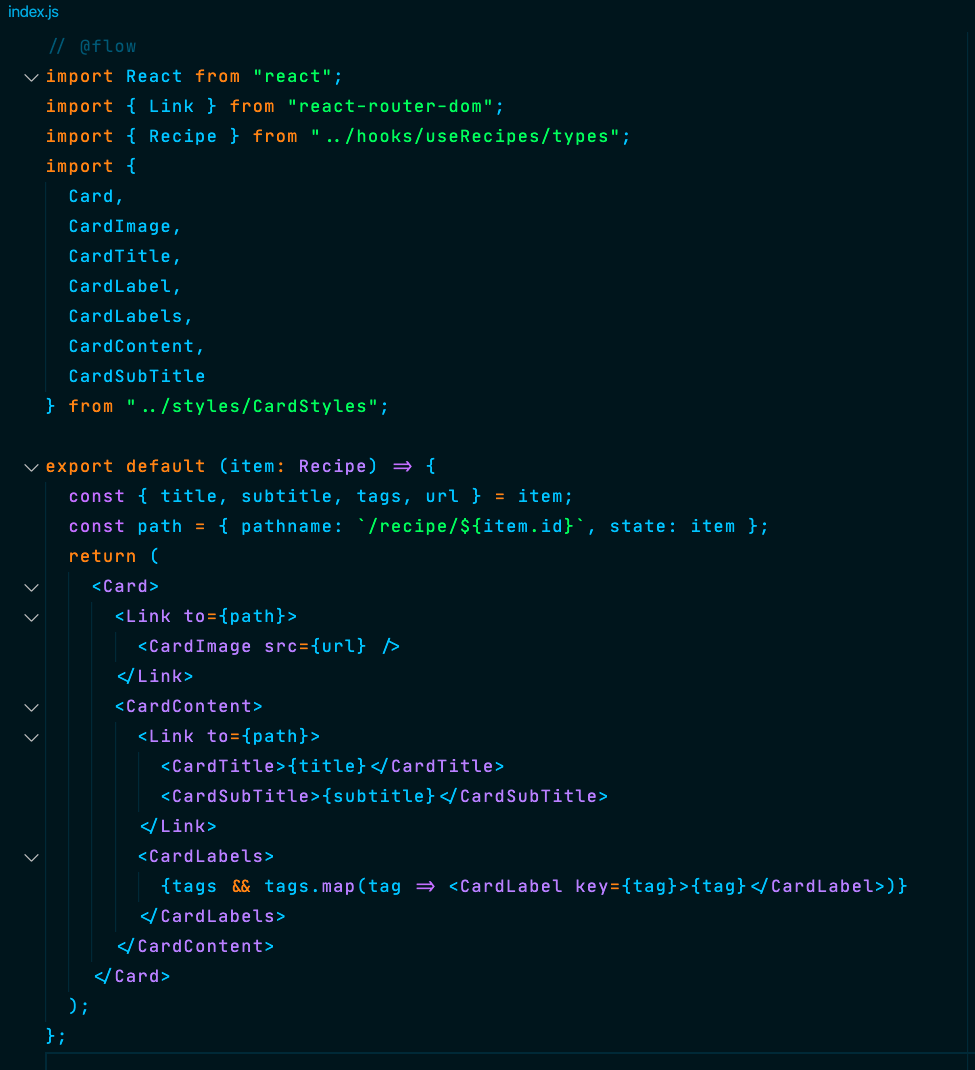 index.js
// @flow
import React from "react";
import { Link } from "react-router-dom";
import { Recipe } from "../hooks/useRecipes/types";
import {
  Card,
  CardImage,
  CardTitle,
  CardLabel,
  CardLabels,
  CardContent,
  CardSubTitle
} from "../styles/CardStyles";

export default (item: Recipe) => {
  const { title, subtitle, tags, url } = item;
  const path = { pathname: `/recipe/${item.id}`, state: item };
  return (
    <Card>
      <Link to={path}>
        <CardImage src={url} />
      </Link>
      <CardContent>
        <Link to={path}>
          <CardTitle>{title}</CardTitle>
          <CardSubTitle>{subtitle}</CardSubTitle>
        </Link>
        <CardLabels>
          {tags && tags.map(tag => <CardLabel key={tag}>{tag}</CardLabel>)}
        </CardLabels>
      </CardContent>
    </Card>
  );
};